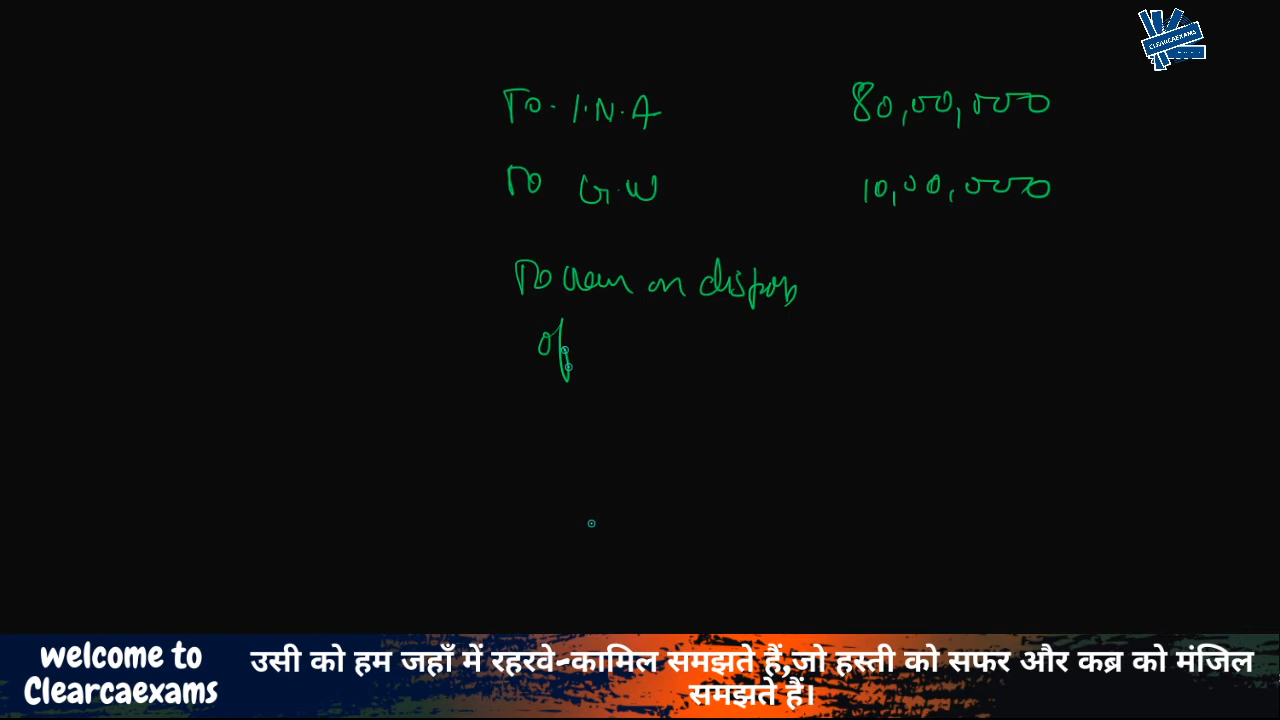 CLEARCAEXAMS
To. I.N.A 80,00,000
To G.W 10,00,000
To on dispos
of
welcome to
Clearcaexams
उसी को हम जहाँ में रहरवे-कामिल समझते हैं,जो हस्ती को सफर और कब्र को मंजिल
समझते हैं।